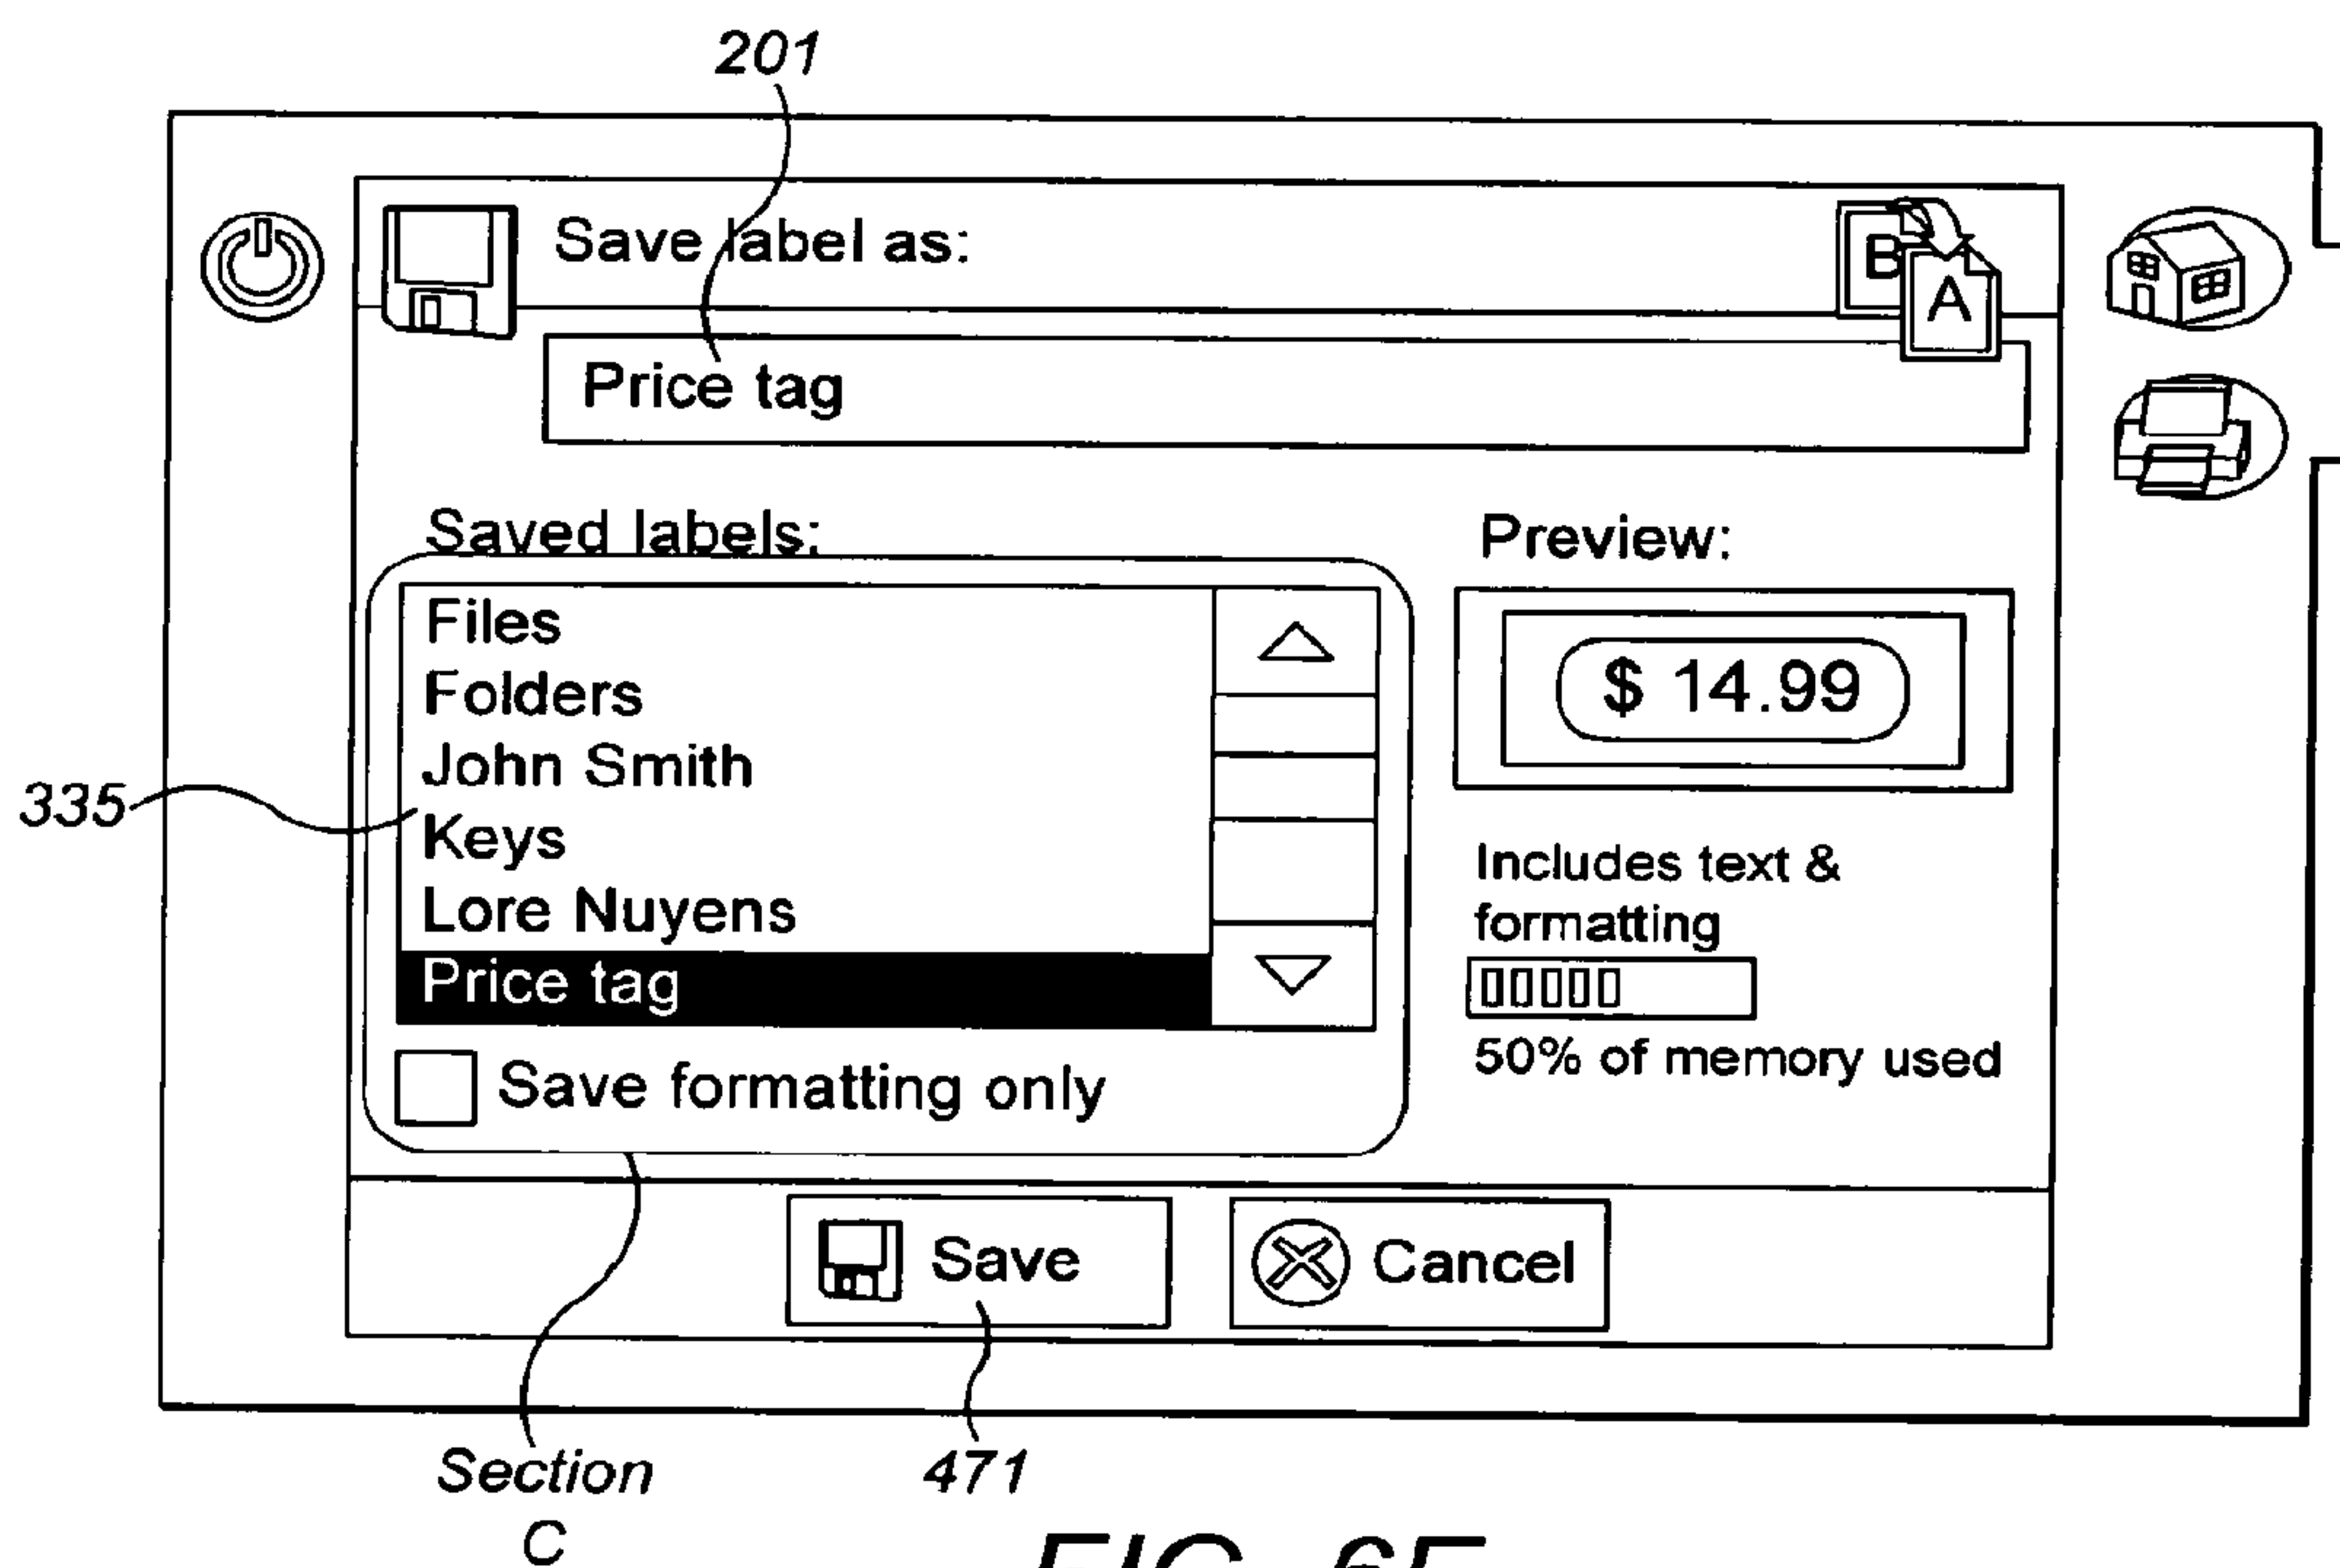 201
Save label as:
B
A
Price tag
Saved labels:
Preview:
Files
Folders
John Smith
Keys
Lore Nuyens
Price tag
335
$ 14.99
Includes text &
formatting
50% of memory used
Save formatting only
Save
Cancel
Section
C
471